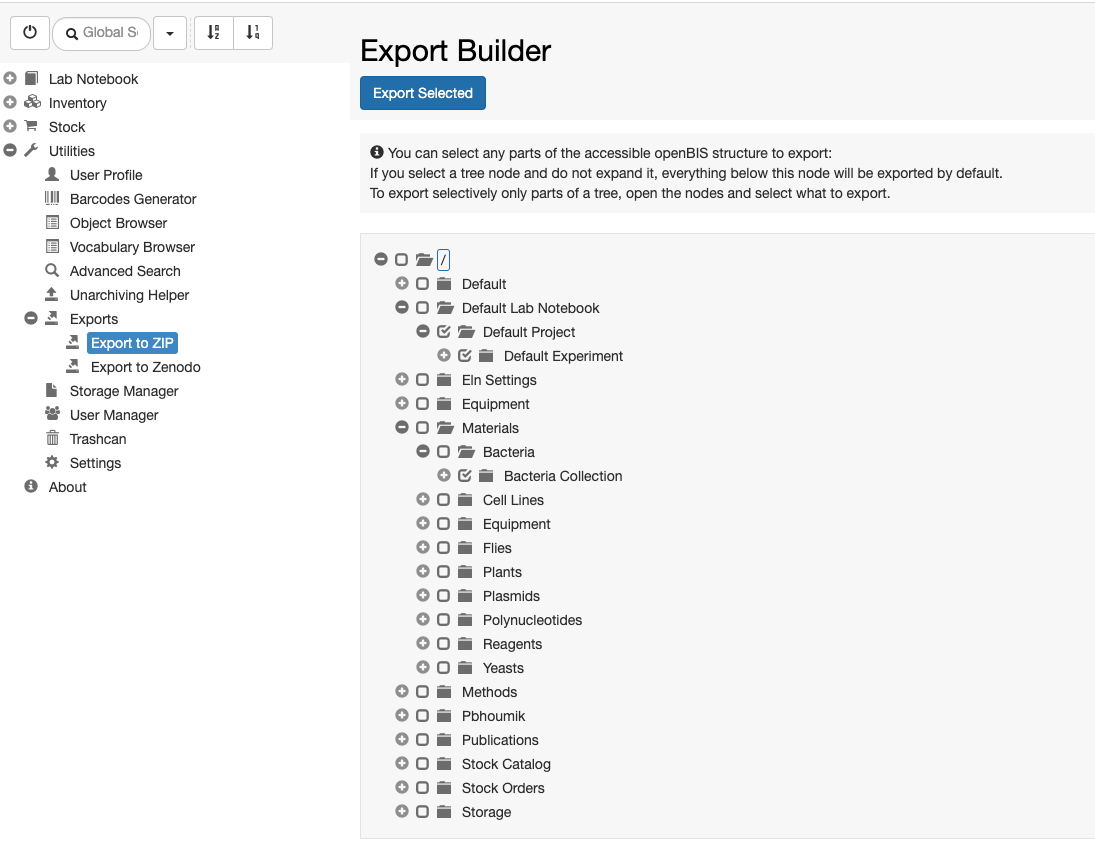 Global S
Lab Notebook
Inventory
Stock
Utilities
User Profile
Barcodes Generator
Object Browser
Vocabulary Browser
Advanced Search
Unarchiving Helper
Exports
Export to ZIP
Export to Zenodo
Storage Manager
User Manager
Trashcan
Settings
About
Export Builder
Export Selected
You can select any parts of the accessible openBIS structure to export:
If you select a tree node and do not expand it, everything below this node will be exported by default.
To export selectively only parts of a tree, open the nodes and select what to export.
/
Default
Default Lab Notebook
Default Project
Default Experiment
Eln Settings
Equipment
Materials
Bacteria
Bacteria Collection
Cell Lines
Equipment
Flies
Plants
Plasmids
Polynucleotides
Reagents
Yeasts
Methods
Pbhoumik
Publications
Stock Catalog
Stock Orders
Storage